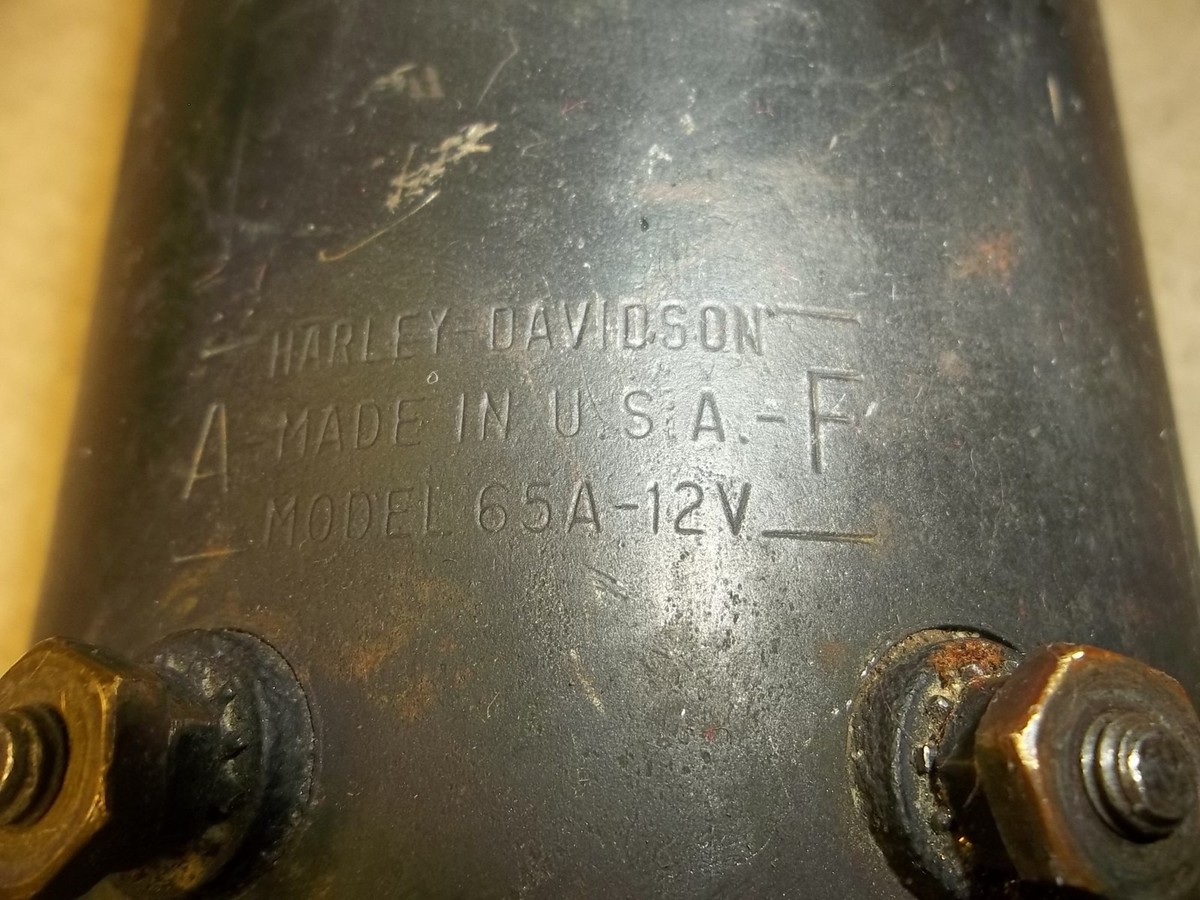 HARLEY-DAVIDSON
A-MADE IN U.S.A.-F
MODEL 65A-12V